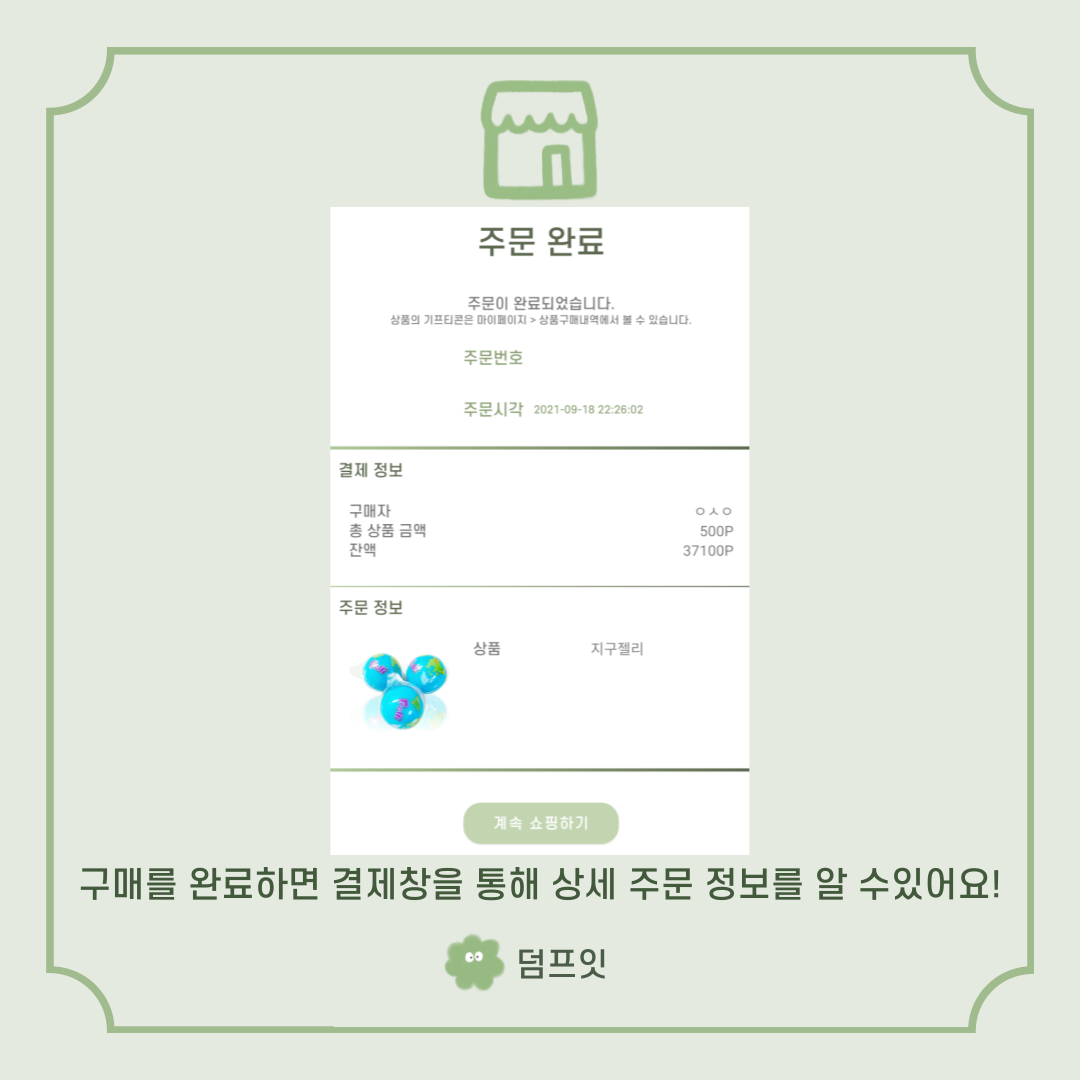 주문 완료
주문이 완료되었습니다.
상품의 기프티콘은 마이페이지 > 상품구매내역에서 볼 수 있습니다.
주문번호
주문시각 2021-09-18 22:26:02
결제 정보
구매자 ㅇㅅㅇ
총 상품 금액 500P
잔액 37100P
주문 정보
상품 지구젤리
계속 쇼핑하기
구매를 완료하면 결제창을 통해 상세 주문 정보를 알 수있어요!
덤프잇